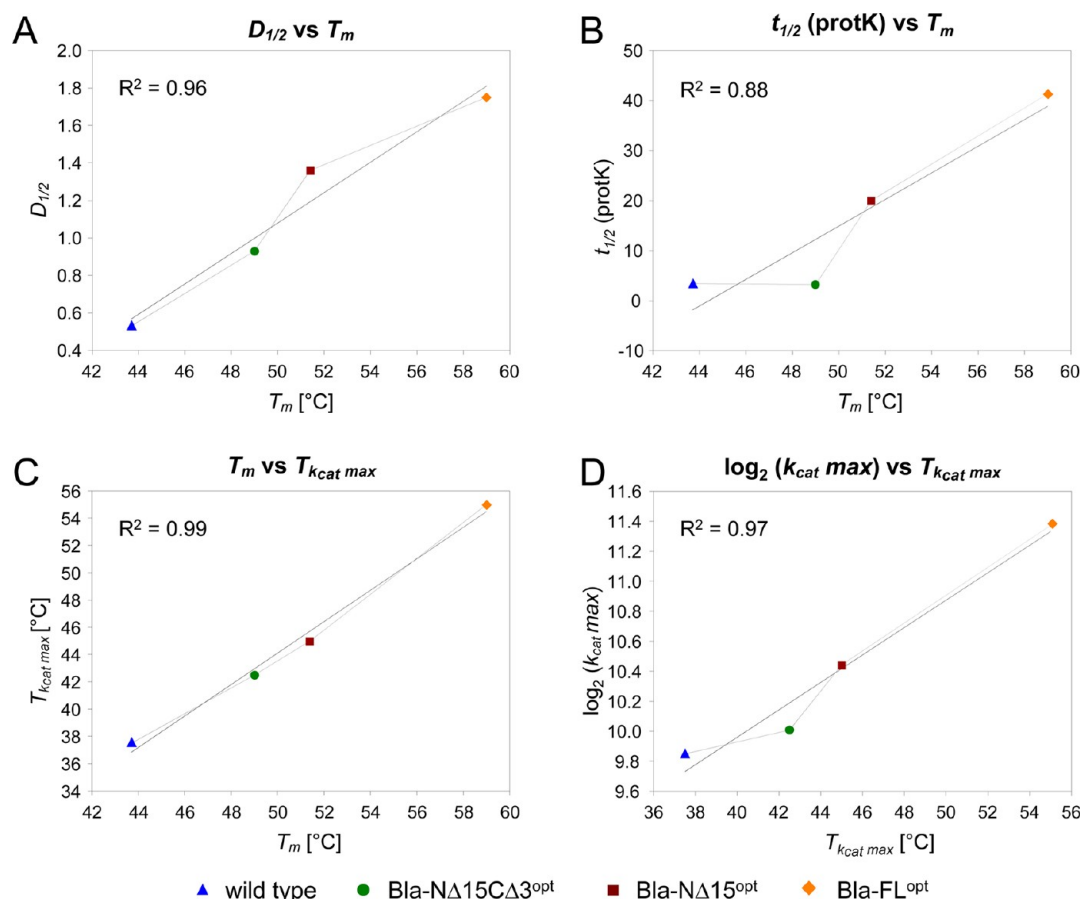 A
D1/2 vs Tm
R2 = 0.96
2.0
1.8
1.6
1.4
1.2
1.0
0.8
0.6
0.4
D1/2
42 44 46 48 50 52 54 56 58 60
Tm [°C]
B
t1/2 (protK) vs Tm
R2 = 0.88
50
40
30
20
10
0
-10
t1/2 (protK)
42 44 46 48 50 52 54 56 58 60
Tm [°C]
C
Tm vs Tkcat max
R2 = 0.99
56
54
52
50
48
46
44
42
40
38
36
34
Tkcat max [°C]
42 44 46 48 50 52 54 56 58 60
Tm [°C]
D
log2 (kcat max) vs Tkcat max
R2 = 0.97
11.6
11.4
11.2
11.0
10.8
10.6
10.4
10.2
10.0
9.8
9.6
log2 (kcat max)
36 38 40 42 44 46 48 50 52 54 56
Tkcat max [°C]
wild type Bla-NΔ15CΔ3opt Bla-NΔ15opt Bla-FLopt